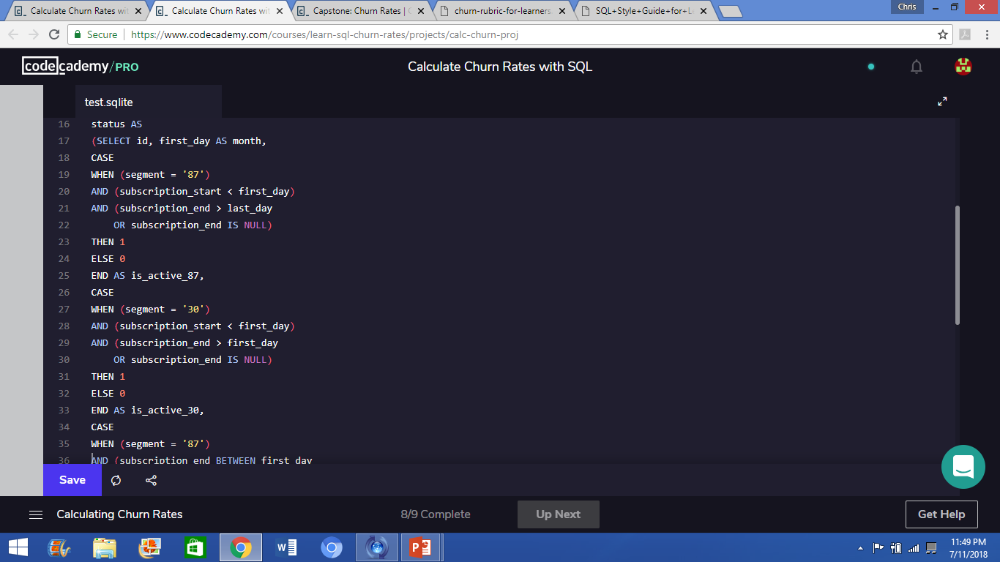 Calculate Churn Rates wit
Calculate Churn Rates wit
Capstone: Churn Rates | C
churn-rubric-for-learners.
SQL+Style+Guide+for+L
Chris
Secure
https://www.codecademy.com/courses/learn-sql-churn-rates/projects/calc-churn-proj
codecademy/PRO
Calculate Churn Rates with SQL
test.sqlite
16 status AS
17 (SELECT id, first_day AS month,
18 CASE
19 WHEN (segment = '87')
20 AND (subscription_start < first_day)
21 AND (subscription_end > last_day
22 OR subscription_end IS NULL)
23 THEN 1
24 ELSE 0
25 END AS is_active_87,
26 CASE
27 WHEN (segment = '30')
28 AND (subscription_start < first_day)
29 AND (subscription_end > first_day
30 OR subscription_end IS NULL)
31 THEN 1
32 ELSE 0
33 END AS is_active_30,
34 CASE
35 WHEN (segment = '87')
36 AND (subscription_end BETWEEN first_day
Save
Calculating Churn Rates
8/9 Complete
Up Next
Get Help
11:49 PM
7/11/2018